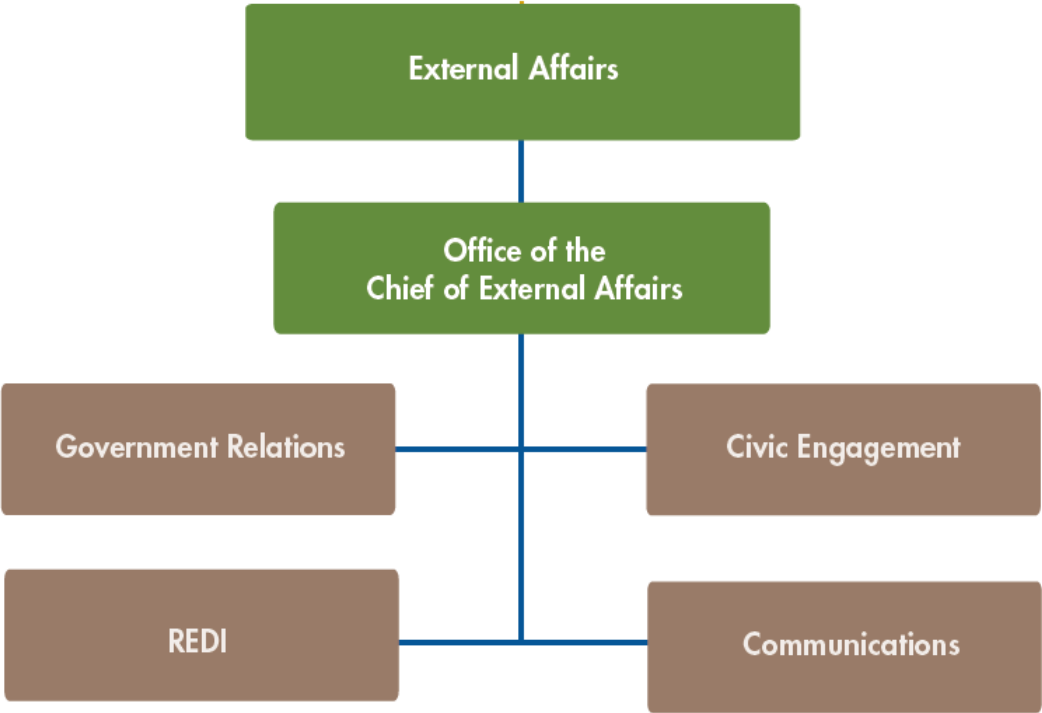 External Affairs
Office of the
Chief of External Affairs
Government Relations
Civic Engagement
REDI
Communications